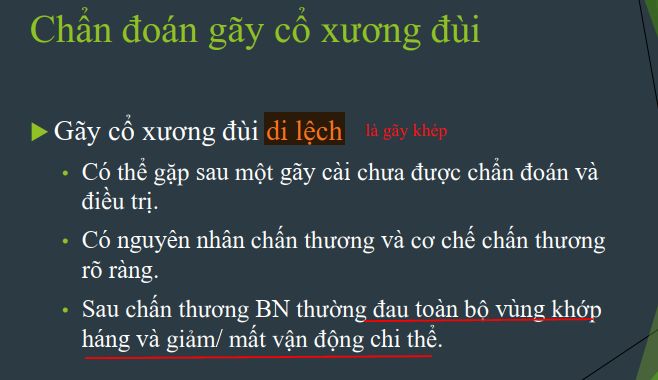 Chẩn đoán gãy cổ xương đùi
Gãy cổ xương đùi di lệch là gãy khép
Có thể gặp sau một gãy cài chưa được chẩn đoán và
điều trị.
Có nguyên nhân chấn thương và cơ chế chấn thương
rõ ràng.
Sau chấn thương BN thường đau toàn bộ vùng khớp
háng và giảm/ mất vận động chi thể.